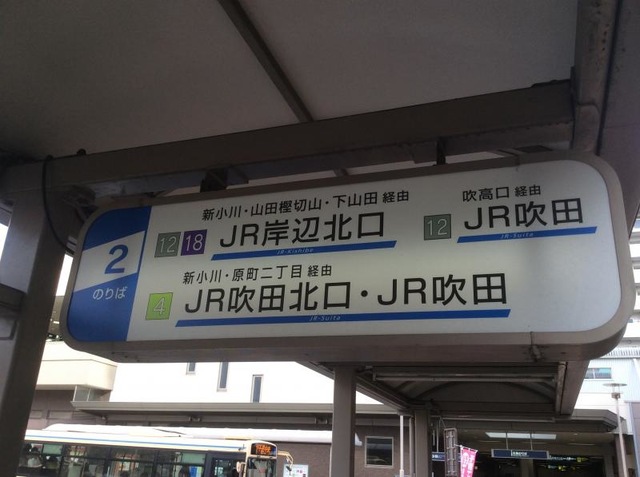 2
のりば
新小川・山田樫切山・下山田 経由
12 18 JR岸辺北口
JR-Kishibe
吹高口 経由
12 JR吹田
JR-Suita
新小川・原町二丁目 経由
4 JR吹田北口・JR吹田
JR-Suita